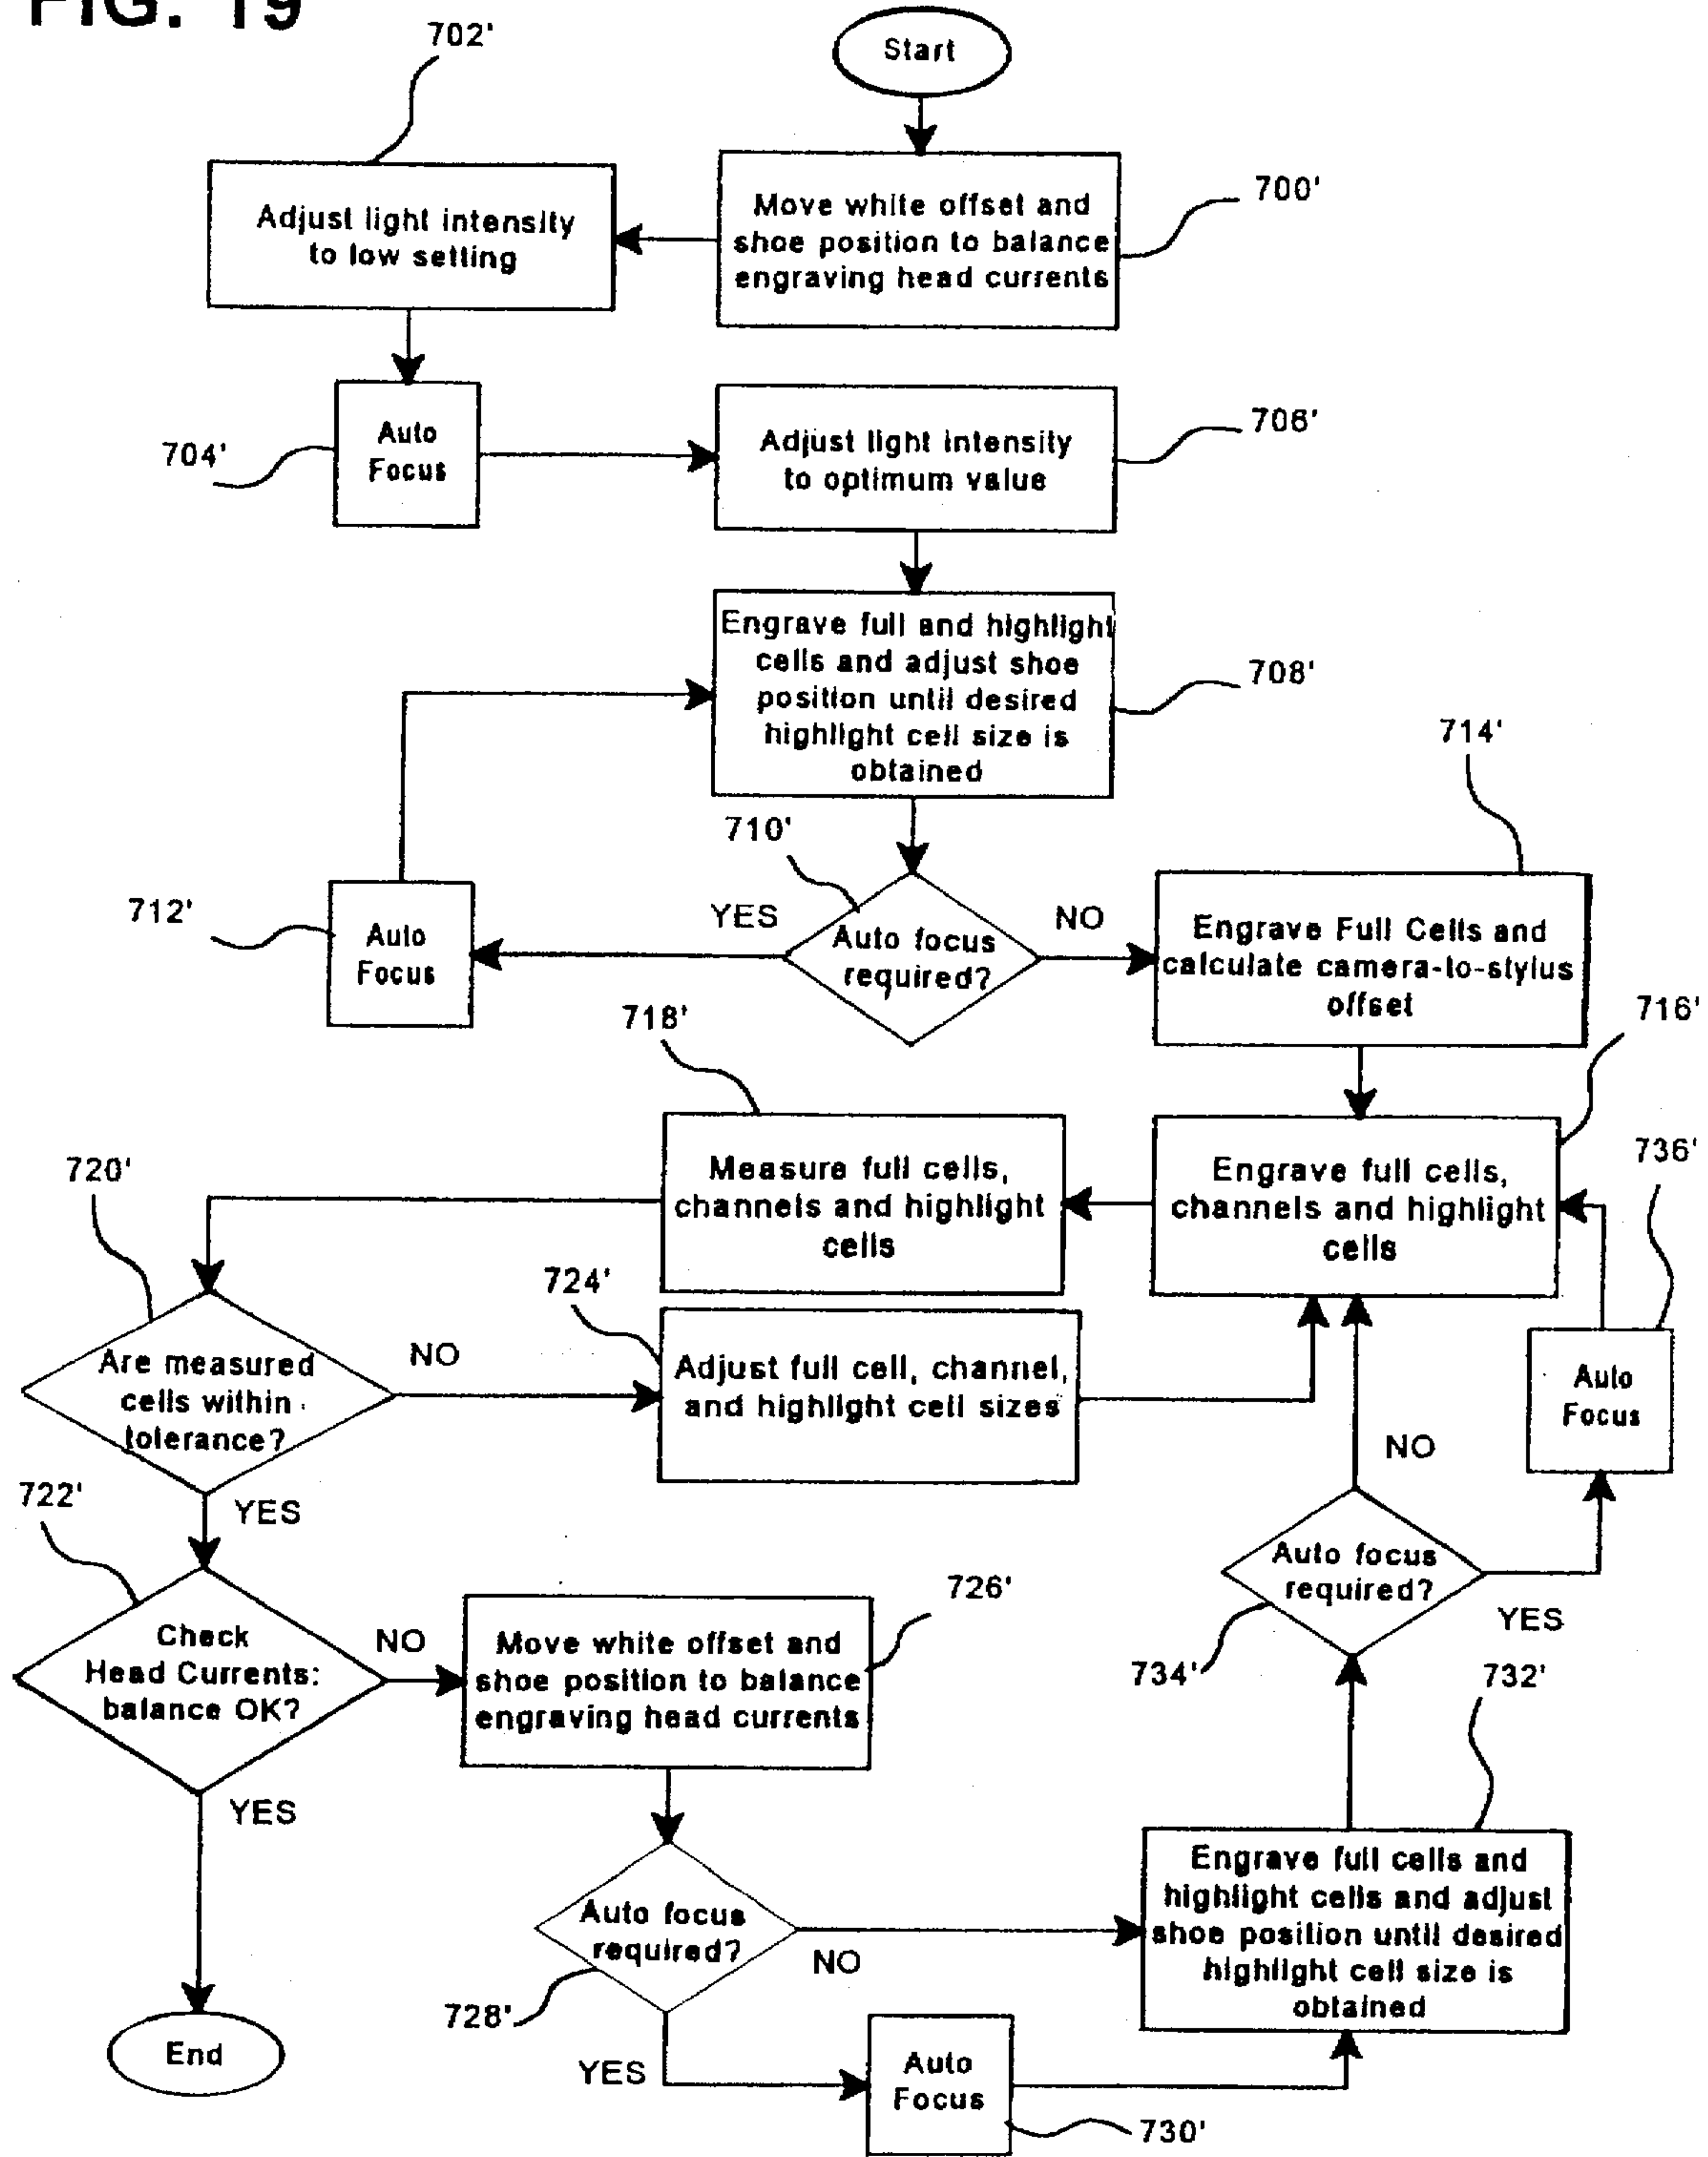 FIG. 19
702'
Start
Move white offset and
shoe position to balance
engraving head currents
700'
Adjust light intensity
to low setting
704'
Auto
Focus
Adjust light intensity
to optimum value
706'
Engrave full and highlight
cells and adjust shoe
position until desired
highlight cell size is
obtained
708'
710'
714'
712'
Auto
Focus
YES
Auto focus
required?
NO
Engrave Full Cells and
calculate camera-to-stylus
offset
718'
716'
720'
Measure full cells,
channels and highlight
cells
Engrave full cells,
channels and highlight
cells
736'
Are measured
cells within
tolerance?
NO
724'
Adjust full cell, channel,
and highlight cell sizes
Auto
Focus
NO
722'
YES
Auto focus
required?
YES
734'
Check
Head Currents:
balance OK?
NO
Move white offset and
shoe position to balance
engraving head currents
726'
732'
YES
Auto focus
required?
NO
728'
Engrave full cells and
highlight cells and adjust
shoe position until desired
highlight cell size is
obtained
End
YES
Auto
Focus
730'